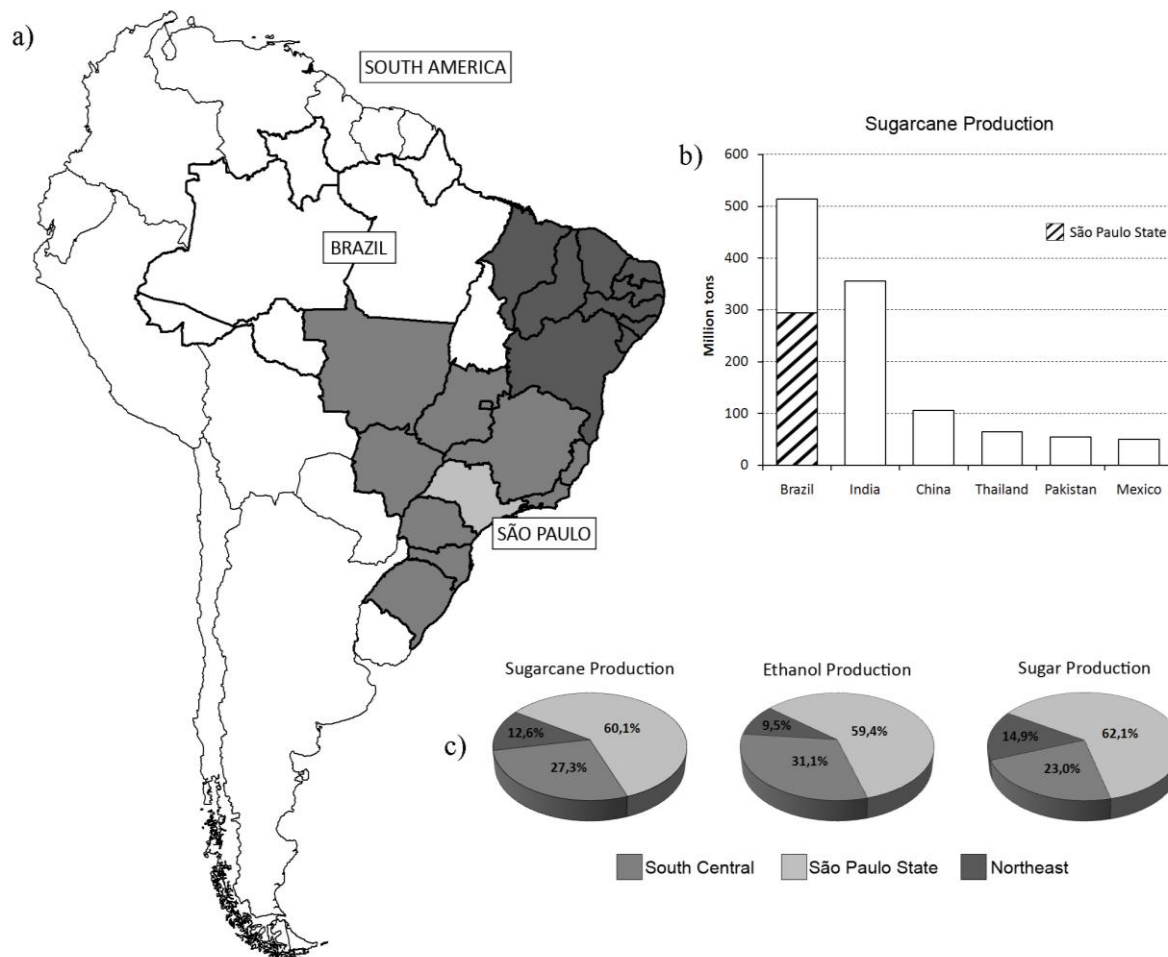 a)
SOUTH AMERICA
BRAZIL
SÃO PAULO
b)
Sugarcane Production
600
500
400
300
200
100
0
Million tons
São Paulo State
Brazil India China Thailand Pakistan Mexico
c)
Sugarcane Production
12,6%
60,1%
27,3%
Ethanol Production
9,5%
59,4%
31,1%
Sugar Production
14,9%
62,1%
23,0%
South Central São Paulo State Northeast